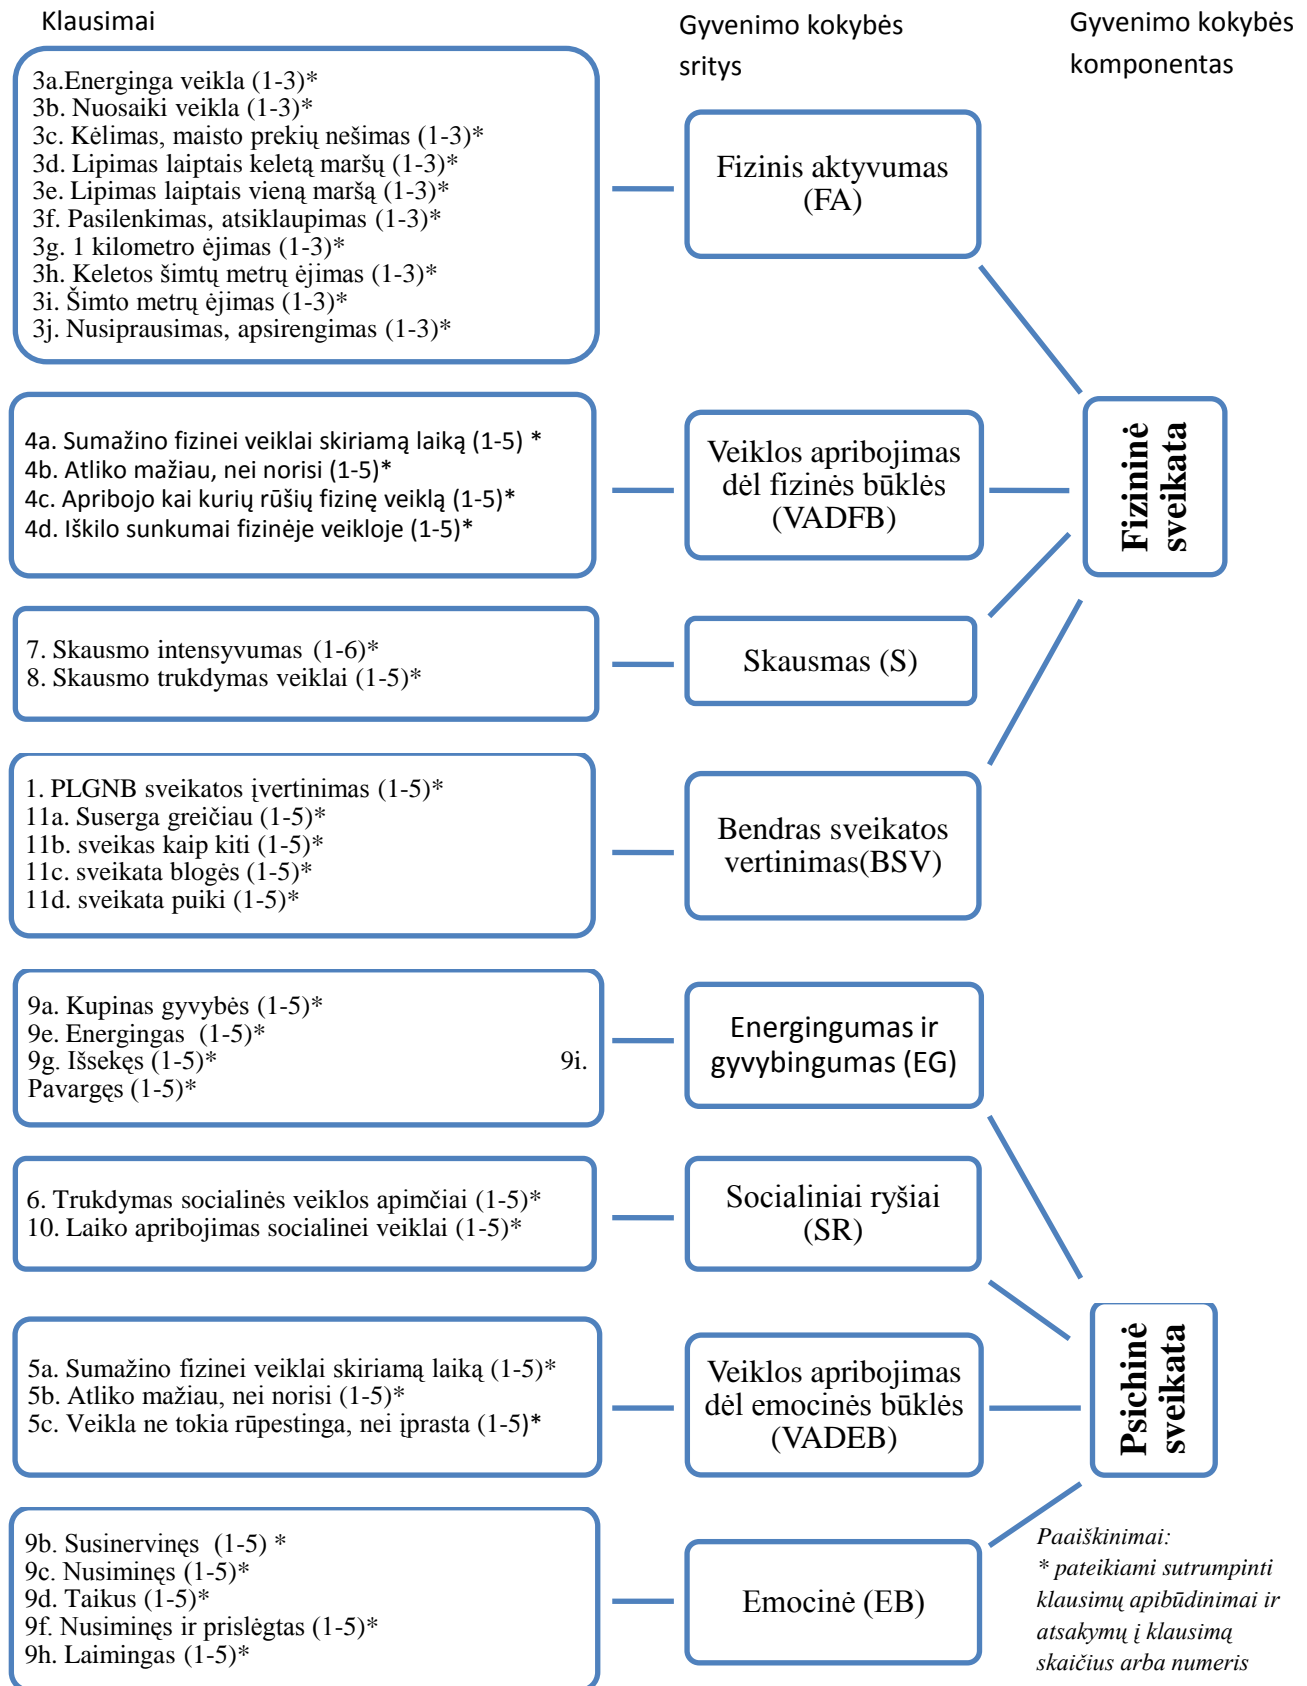 Klausimai
Gyvenimo kokybės
sritys
Gyvenimo kokybės
komponentas
3a.Energinga veikla (1-3)*
3b. Nuosaiki veikla (1-3)*
3c. Kėlimas, maisto prekių nešimas (1-3)*
3d. Lipimas laiptais keletą maršų (1-3)*
3e. Lipimas laiptais vieną maršą (1-3)*
3f. Pasilenkimas, atsiklaupimas (1-3)*
3g. 1 kilometro ėjimas (1-3)*
3h. Keletos šimtų metrų ėjimas (1-3)*
3i. Šimto metrų ėjimas (1-3)*
3j. Nusiprausimas, apsirengimas (1-3)*
Fizinis aktyvumas
(FA)
4a. Sumažino fizinei veiklai skiriamą laiką (1-5) *
4b. Atliko mažiau, nei norisi (1-5)*
4c. Apribojo kai kurių rūšių fizinę veiklą (1-5)*
4d. Iškilo sunkumai fizinėje veikloje (1-5)*
Veiklos apribojimas
dėl fizinės būklės
(VADFB)
Fizininė
sveikata
7. Skausmo intensyvumas (1-6)*
8. Skausmo trukdymas veiklai (1-5)*
Skausmas (S)
1. PLGNB sveikatos įvertinimas (1-5)*
11a. Suserga greičiau (1-5)*
11b. sveikas kaip kiti (1-5)*
11c. sveikata blogės (1-5)*
11d. sveikata puiki (1-5)*
Bendras sveikatos
vertinimas(BSV)
9a. Kupinas gyvybės (1-5)*
9e. Energingas (1-5)*
9g. Išsekęs (1-5)* 9i.
Pavargęs (1-5)*
Energingumas ir
gyvybingumas (EG)
6. Trukdymas socialinės veiklos apimčiai (1-5)*
10. Laiko apribojimas socialinei veiklai (1-5)*
Socialiniai ryšiai
(SR)
5a. Sumažino fizinei veiklai skiriamą laiką (1-5)*
5b. Atliko mažiau, nei norisi (1-5)*
5c. Veikla ne tokia rūpestinga, nei įprasta (1-5)*
Veiklos apribojimas
dėl emocinės būklės
(VADEB)
Psichinė
sveikata
9b. Susinervinęs (1-5) *
9c. Nusiminęs (1-5)*
9d. Taikus (1-5)*
9f. Nusiminęs ir prislėgtas (1-5)*
9h. Laimingas (1-5)*
Emocinė (EB)
Paaiškinimai:
* pateikiami sutrumpinti
klausimų apibūdinimai ir
atsakymų į klausimą
skaičius arba numeris